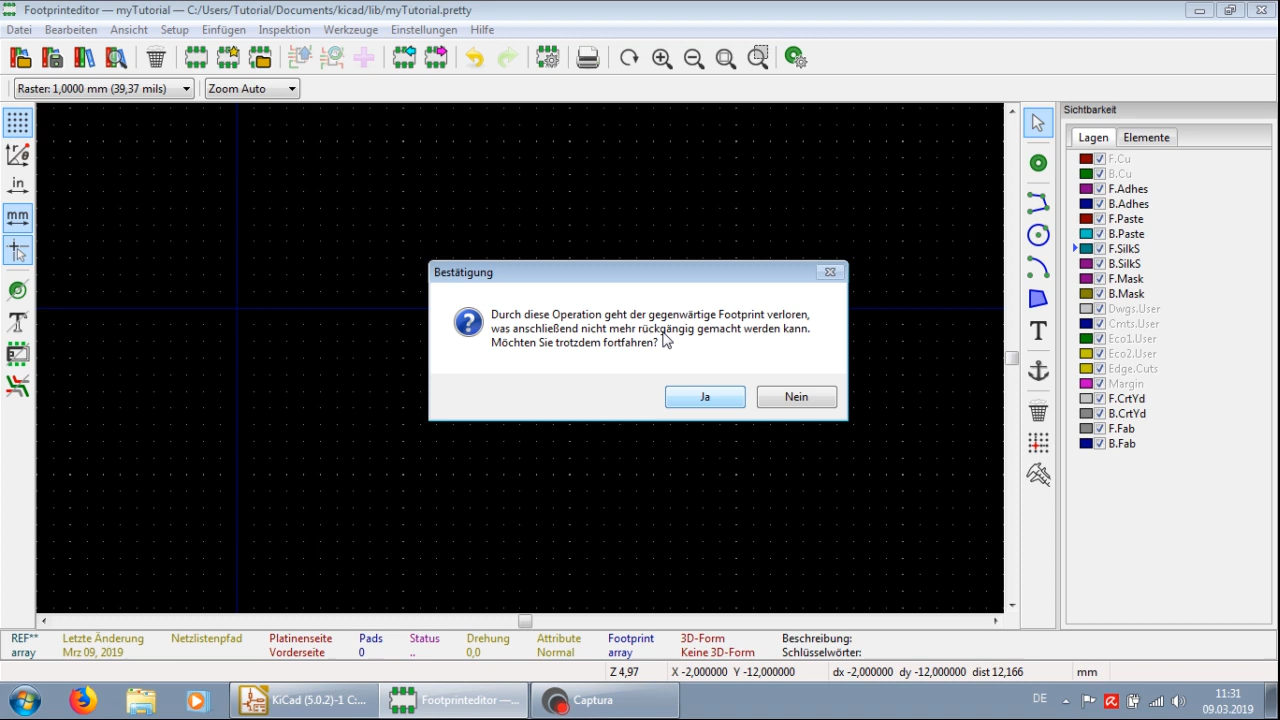 Footprinteditor — myTutorial — C:/Users/Tutorial/Documents/kicad/lib/myTutorial.pretty
Datei Bearbeiten Ansicht Setup Einfügen Inspektion Werkzeuge Einstellungen Hilfe
Raster: 1,0000 mm (39,37 mils) Zoom Auto
in
mm
Bestätigung
Durch diese Operation geht der gegenwärtige Footprint verloren,
was anschließend nicht mehr rückgängig gemacht werden kann.
Möchten Sie trotzdem fortfahren?
Ja Nein
Sichtbarkeit
Lagen Elemente
F.Cu
B.Cu
F.Adhes
B.Adhes
F.Paste
B.Paste
F.SilkS
B.SilkS
F.Mask
B.Mask
Dwgs.User
Cmts.User
Eco1.User
Eco2.User
Edge.Cuts
Margin
F.CrtYd
B.CrtYd
F.Fab
B.Fab
REF** Letzte Änderung Netzlistenpfad Platinenseite Pads Status Drehung Attribute Footprint 3D-Form Beschreibung:
array Mrz 09, 2019 Vorderseite 0 .. 0,0 Normal array Keine 3D-Form Schlüsselwörter:
Z 4,97 X -2,000000 Y -12,000000 dx -2,000000 dy -12,000000 dist 12,166 mm
KiCad (5.0.2)-1 C:... Footprinteditor —... Captura DE 11:31
09.03.2019